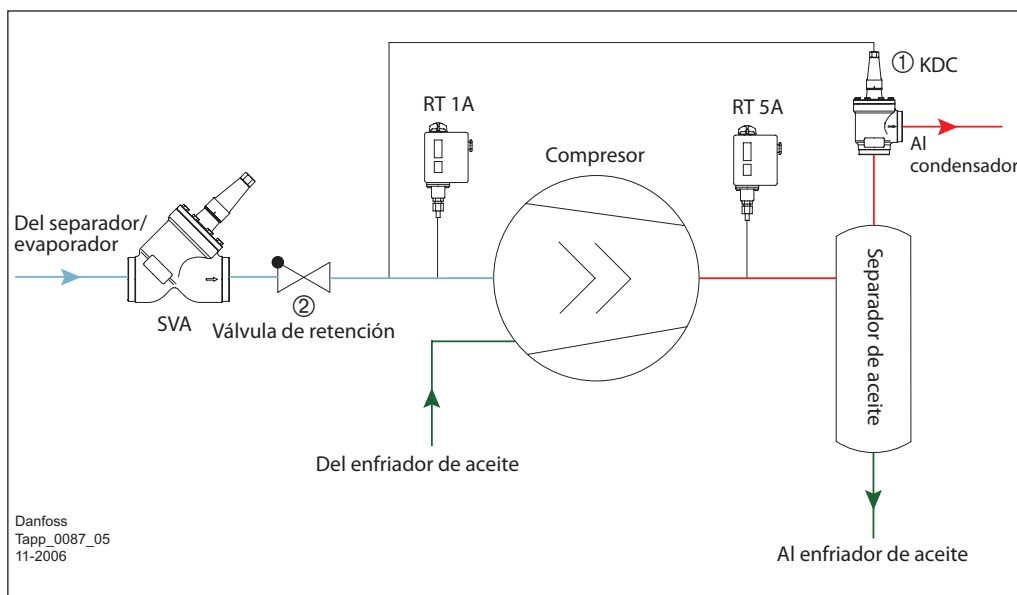 ① KDC
RT 1A
RT 5A
Compresor
Al
condensador
Del separador/
evaporador
SVA
②
Válvula de retención
Separador de aceite
Del enfriador de aceite
Danfoss
Tapp_0087_05
11-2006
Al enfriador de aceite